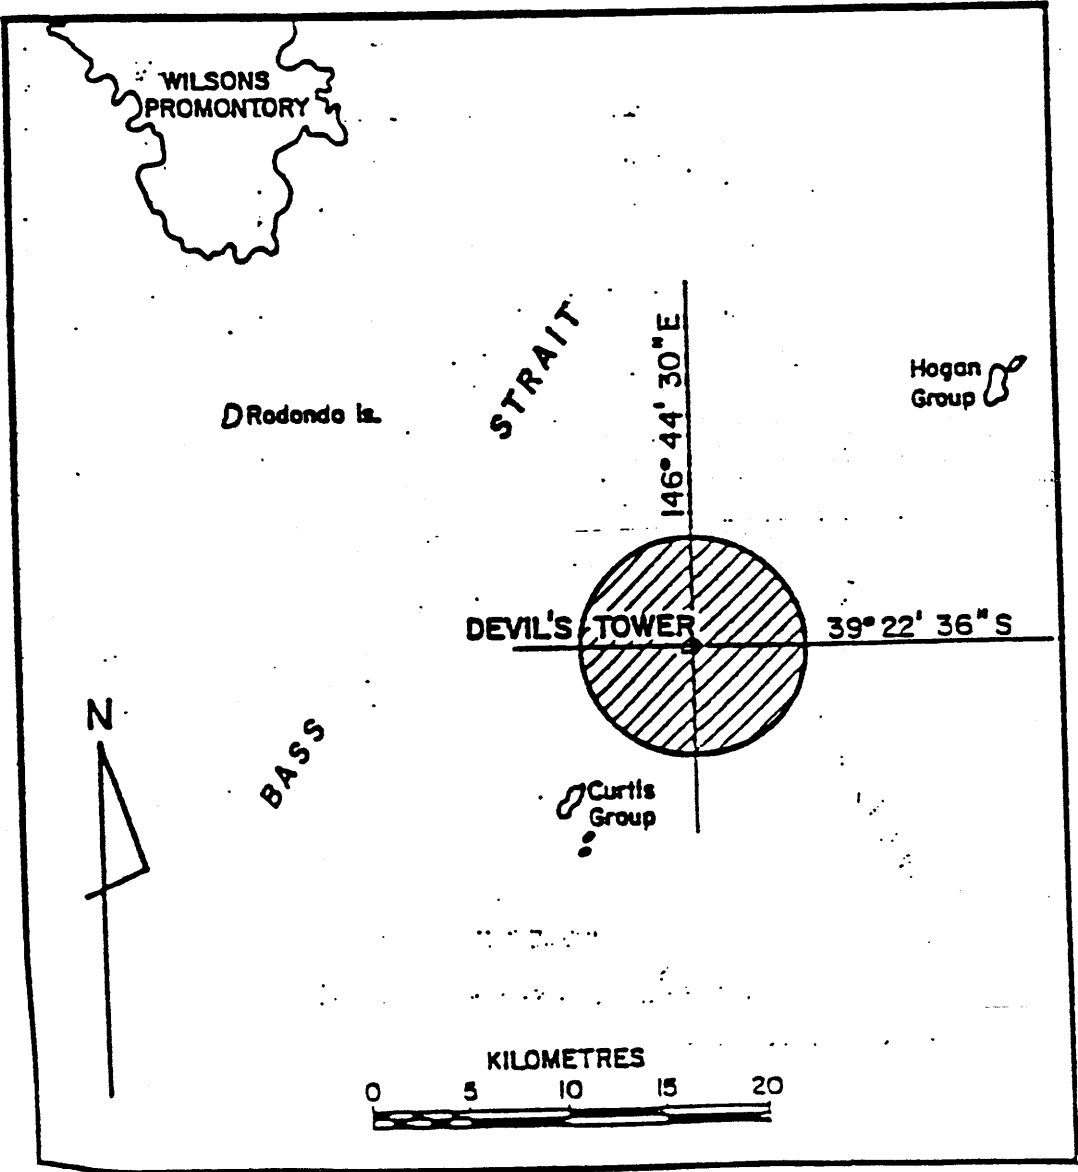 WILSONS
PROMONTORY
STRAIT
146° 44' 30" E
Hogan
Group
Rodondo Is.
DEVIL'S TOWER
39° 22' 36" S
N
BASS
Curtis
Group
KILOMETRES
0 5 10 15 20